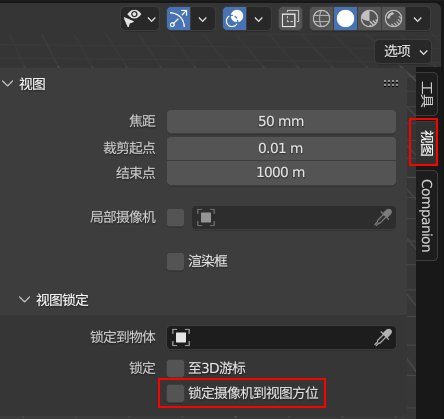 选项
视图
焦距 50 mm
裁剪起点 0.01 m
结束点 1000 m
局部摄像机
渲染框
视图锁定
锁定到物体
锁定 至3D游标
锁定摄像机到视图方位
工具
视图
Companion